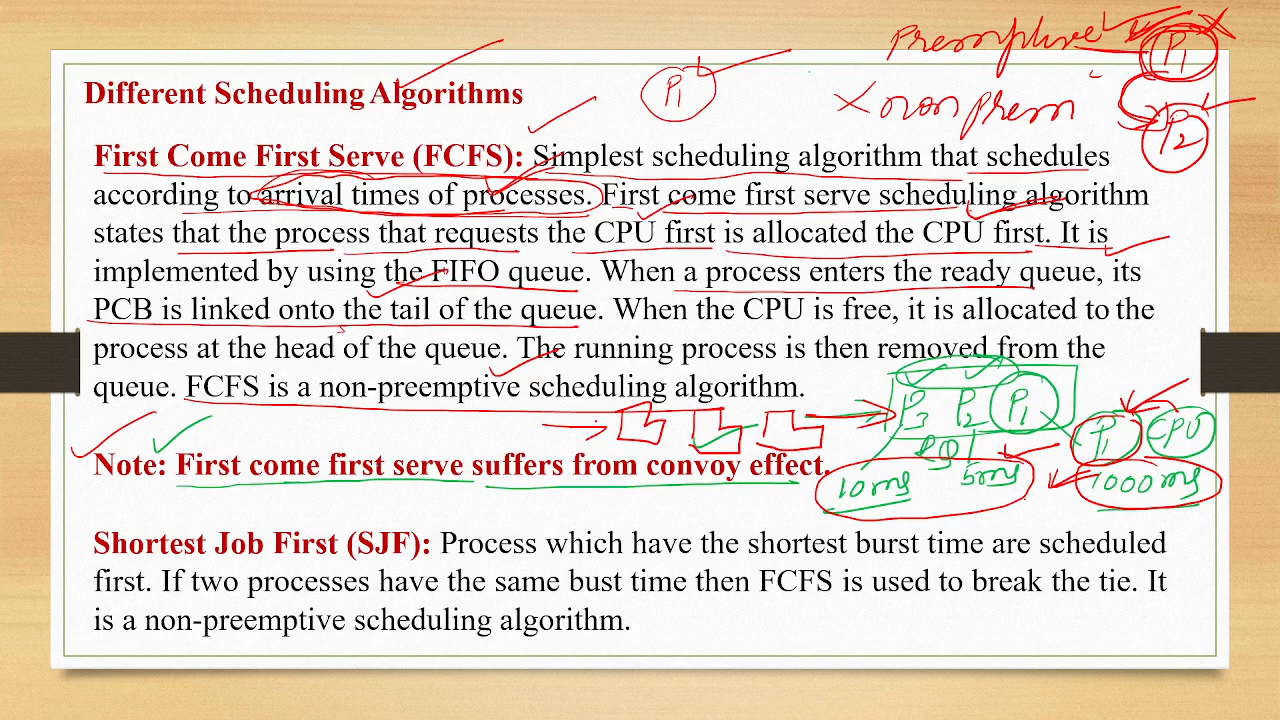 Premptive P1
P1
X nonprem
P2
Different Scheduling Algorithms
First Come First Serve (FCFS): Simplest scheduling algorithm that schedules
according to arrival times of processes. First come first serve scheduling algorithm
states that the process that requests the CPU first is allocated the CPU first. It is
implemented by using the FIFO queue. When a process enters the ready queue, its
PCB is linked onto the tail of the queue. When the CPU is free, it is allocated to the
process at the head of the queue. The running process is then removed from the
queue. FCFS is a non-preemptive scheduling algorithm.
P3 P2 P1
P1 CPU
RQ
Note: First come first serve suffers from convoy effect.
10ms 5ms 1000ms
Shortest Job First (SJF): Process which have the shortest burst time are scheduled
first. If two processes have the same bust time then FCFS is used to break the tie. It
is a non-preemptive scheduling algorithm.